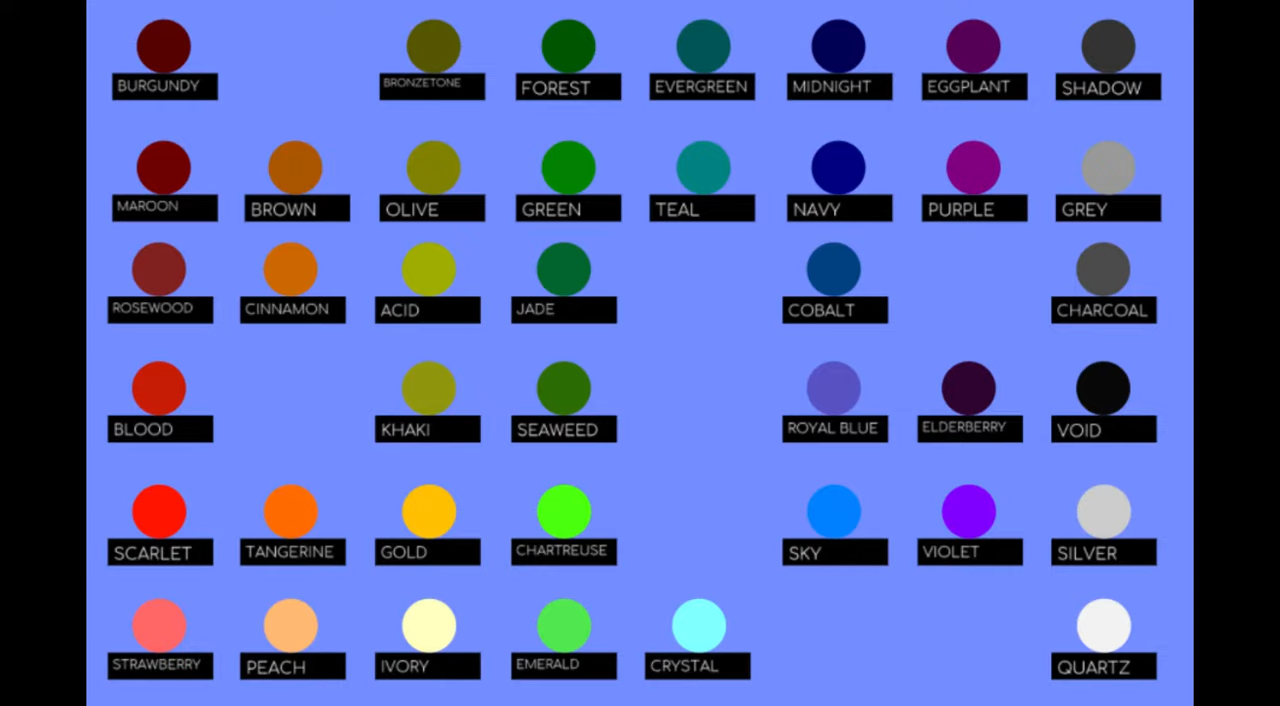 BURGUNDY
BRONZETONE
FOREST
EVERGREEN
MIDNIGHT
EGGPLANT
SHADOW
MAROON
BROWN
OLIVE
GREEN
TEAL
NAVY
PURPLE
GREY
ROSEWOOD
CINNAMON
ACID
JADE
COBALT
CHARCOAL
BLOOD
KHAKI
SEAWEED
ROYAL BLUE
ELDERBERRY
VOID
SCARLET
TANGERINE
GOLD
CHARTREUSE
SKY
VIOLET
SILVER
STRAWBERRY
PEACH
IVORY
EMERALD
CRYSTAL
QUARTZ